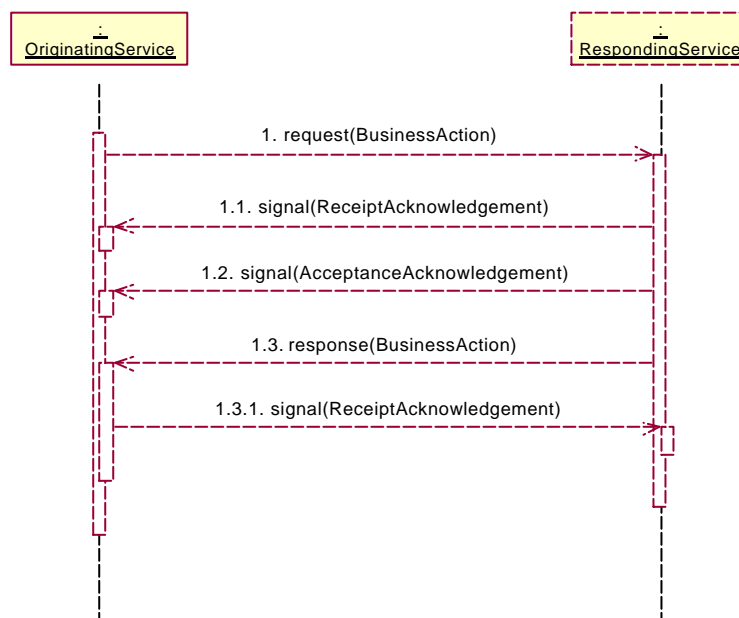 :
OriginatingService
:
RespondingService
1. request(BusinessAction)
1.1. signal(ReceiptAcknowledgement)
1.2. signal(AcceptanceAcknowledgement)
1.3. response(BusinessAction)
1.3.1. signal(ReceiptAcknowledgement)